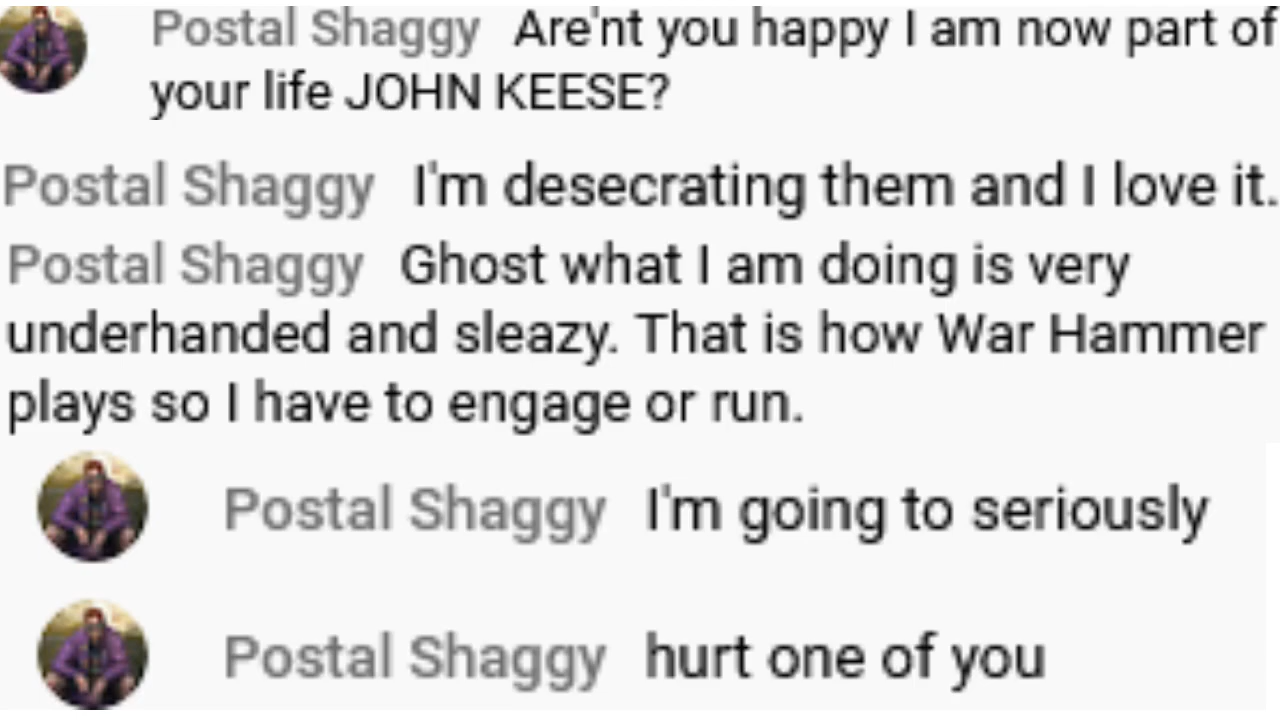 Postal Shaggy Are'nt you happy I am now part of
your life JOHN KEESE?
Postal Shaggy I'm desecrating them and I love it.
Postal Shaggy Ghost what I am doing is very
underhanded and sleazy. That is how War Hammer
plays so I have to engage or run.
Postal Shaggy I'm going to seriously
Postal Shaggy hurt one of you